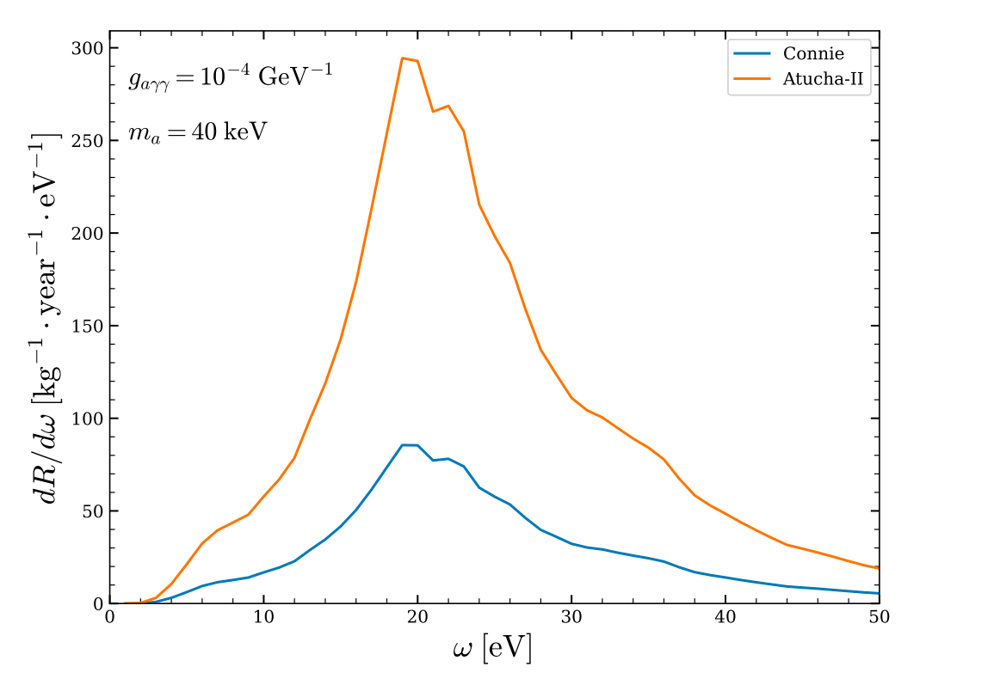 300
250
200
150
100
50
0
0 10 20 30 40 50
dR/dω [kg⁻¹ · year⁻¹ · eV⁻¹]
ω [eV]
g_{aγγ} = 10⁻⁴ GeV⁻¹
m_a = 40 keV
Connie
Atucha-II